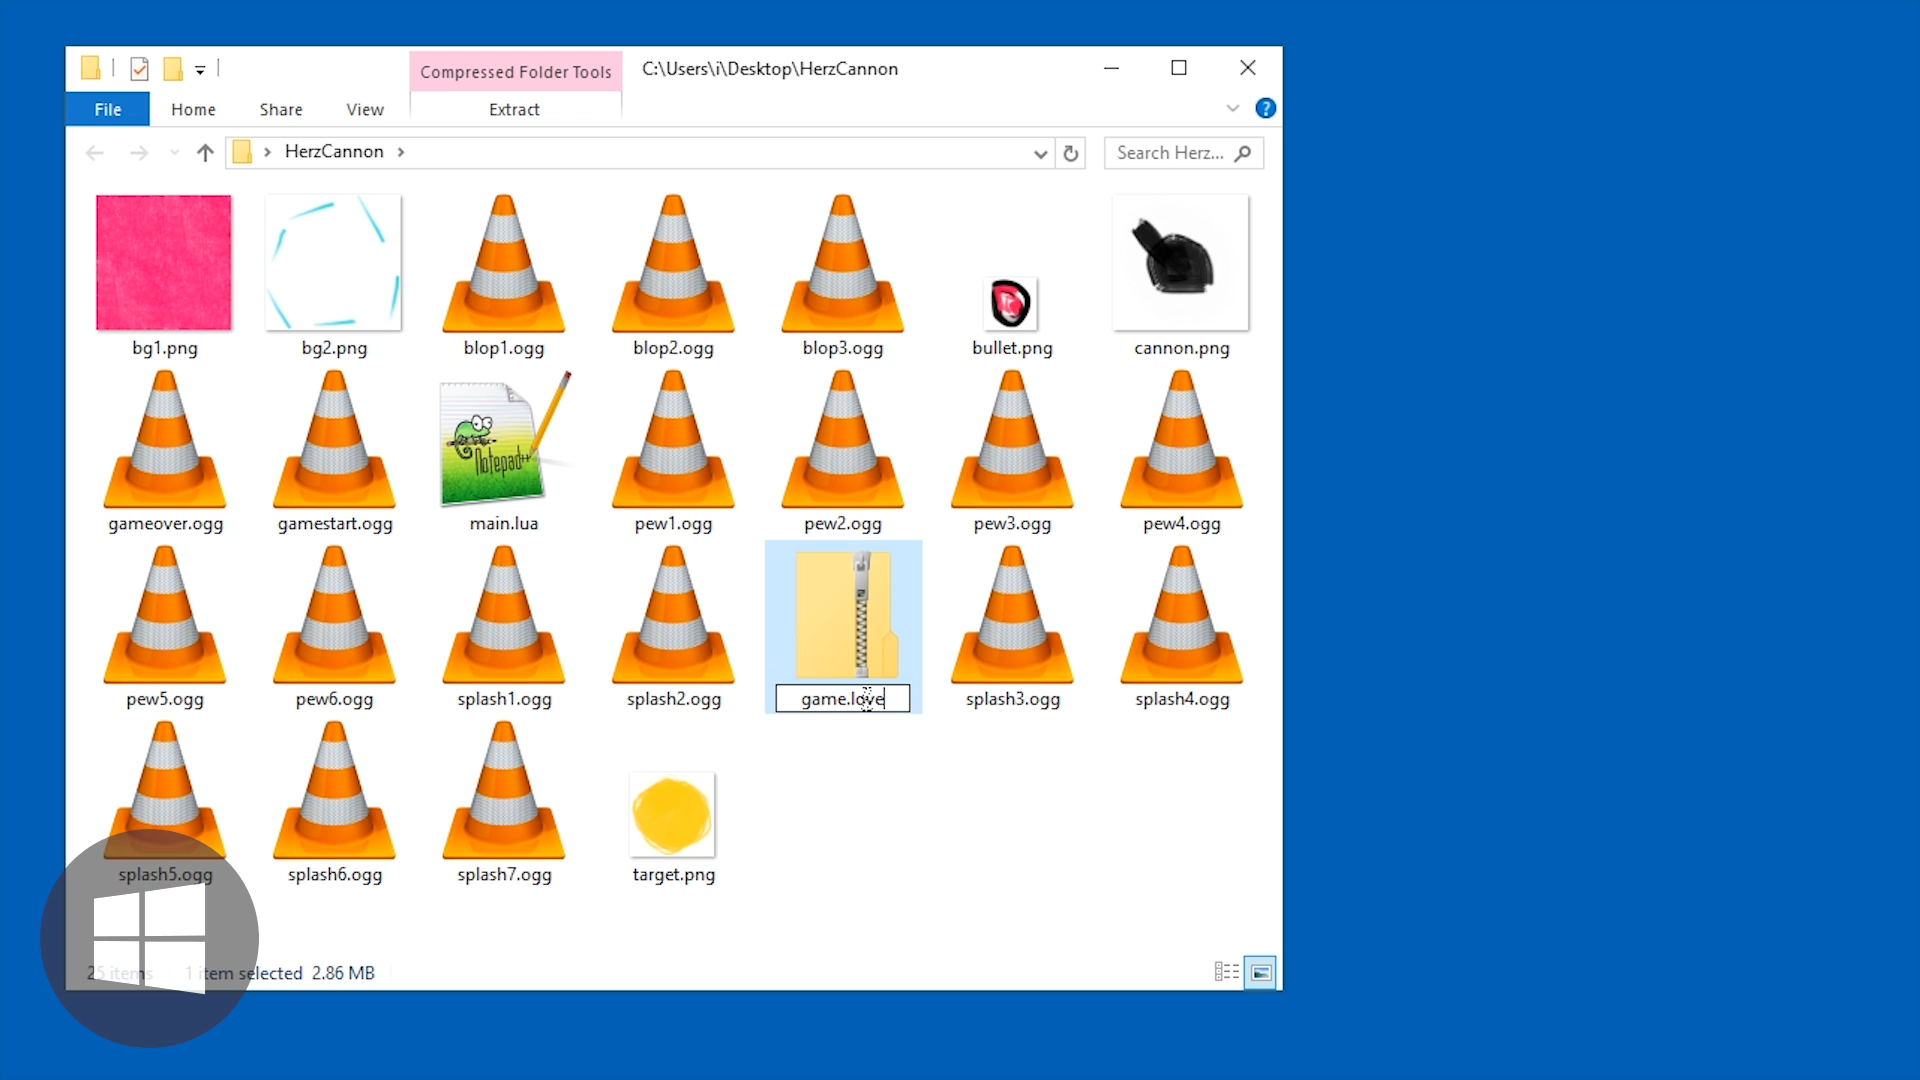 Compressed Folder Tools
C:\Users\i\Desktop\HerzCannon
File Home Share View Extract
?
HerzCannon
Search Herz...
bg1.png bg2.png blop1.ogg blop2.ogg blop3.ogg bullet.png cannon.png
Notepad++
gameover.ogg gamestart.ogg main.lua pew1.ogg pew2.ogg pew3.ogg pew4.ogg
pew5.ogg pew6.ogg splash1.ogg splash2.ogg game.love splash3.ogg splash4.ogg
splash5.ogg splash6.ogg splash7.ogg target.png
25 items 1 item selected 2.86 MB